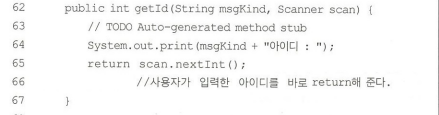 62 public int getId(String msgKind, Scanner scan) {
63 // TODO Auto-generated method stub
64 System.out.print(msgKind + "아이디 : ");
65 return scan.nextInt();
66 //사용자가 입력한 아이디를 바로 return해 준다.
67 }